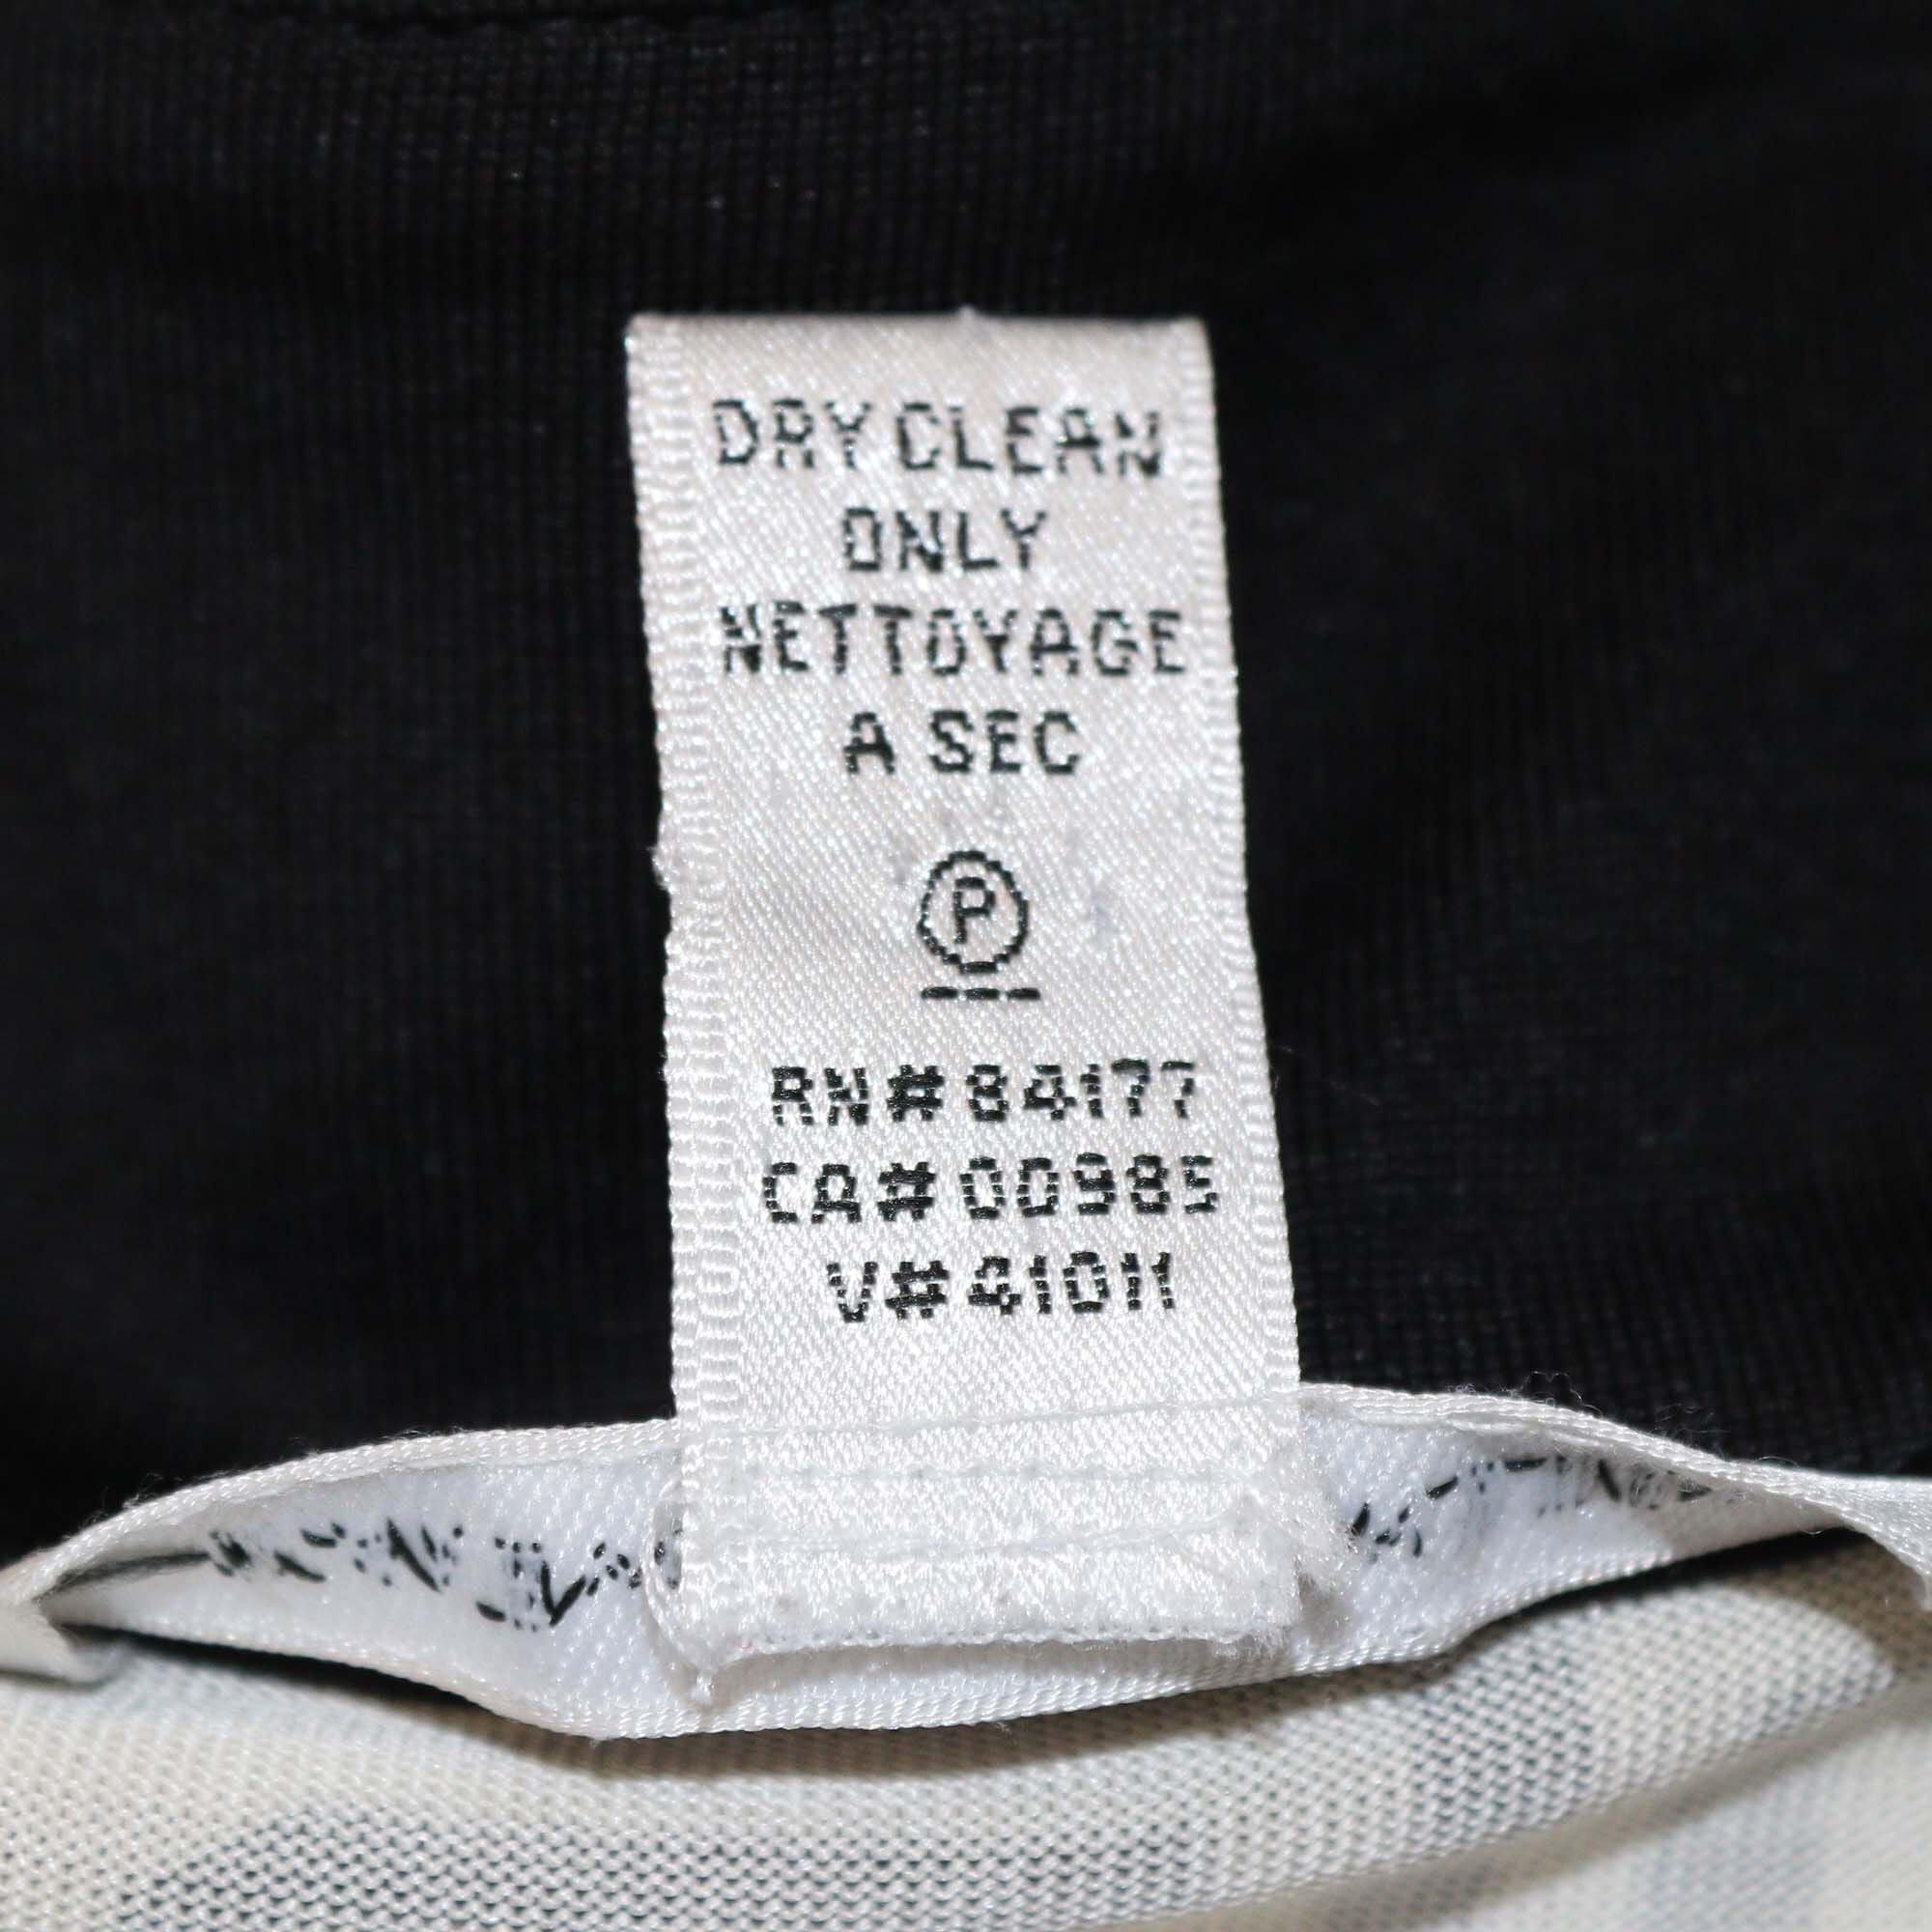 DRY CLEAN
ONLY
NETTOYAGE
A SEC
P
RN# 84177
CA# 00985
V# 41011